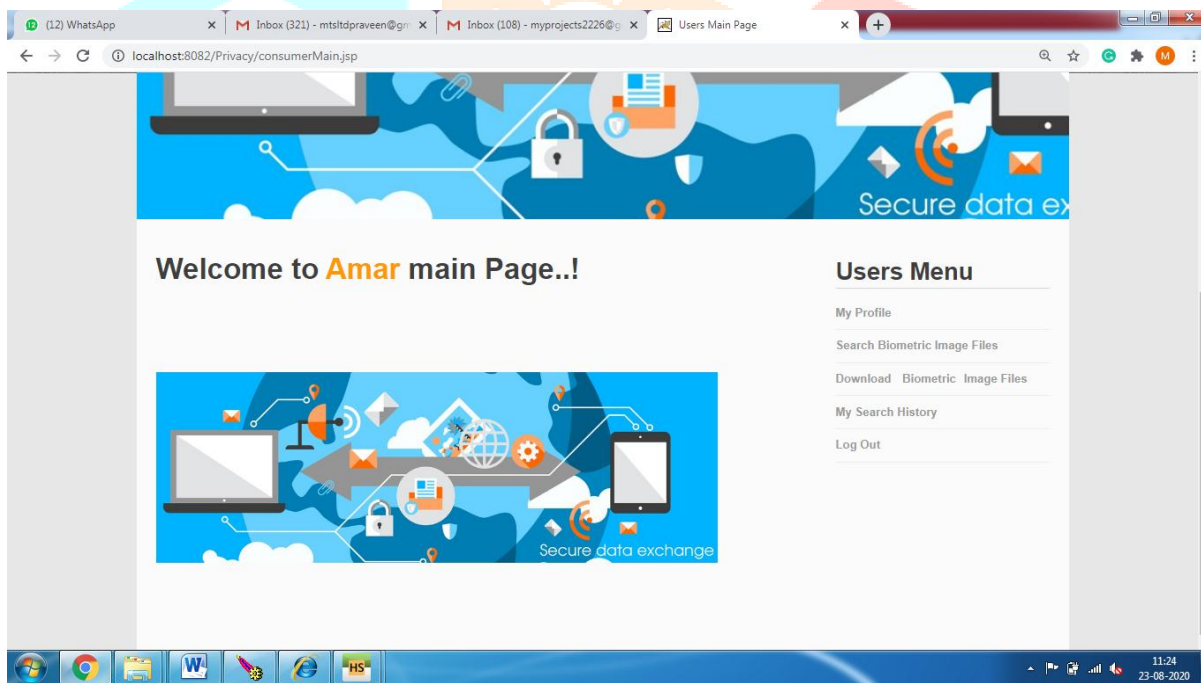 (12) WhatsApp
Inbox (321) - mtsltdpraveen@gm
Inbox (108) - myprojects2226@g
Users Main Page
localhost:8082/Privacy/consumerMain.jsp
M
Secure data ex
Welcome to Amar main Page..!
Users Menu
My Profile
Search Biometric Image Files
Download Biometric Image Files
My Search History
Log Out
Secure data exchange
HS
11:24
23-08-2020